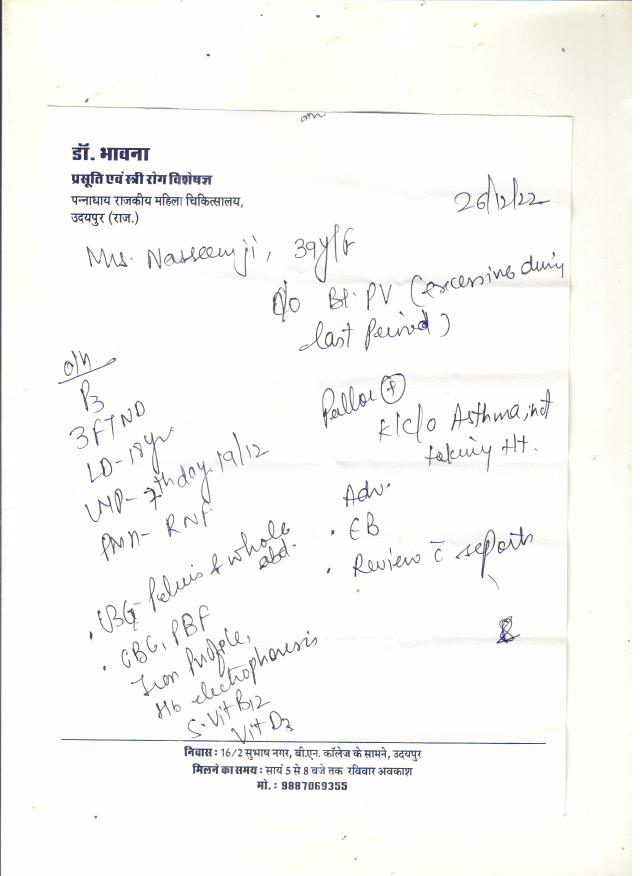 डॉ. भावना
प्रसूति एवं स्त्री रोग विशेषज्ञ
पन्नाधाय राजकीय महिला चिकित्सालय,
उदयपुर (राज.)
26/12/22
Mrs. Naseemji, 39y/F
c/o Bl. PV (excessive during
last period)
o/h
P3
3FTND
LD - 18yr
LMP - 7th day, 19/12
PMH - RNF
Pallor +
K/C/O Asthma, not
taking tt.
Adv.
• EB
• Review c̄ reports
• USG - Pelvis & whole
abd.
• CBC, PBF
Iron Profile,
Hb electrophoresis
S. Vit B12
Vit D3
निवास : 16/2 सुभाष नगर, बी.एन. कॉलेज के सामने, उदयपुर
मिलने का समय : सायं 5 से 8 बजे तक रविवार अवकाश
मो. : 9887069355